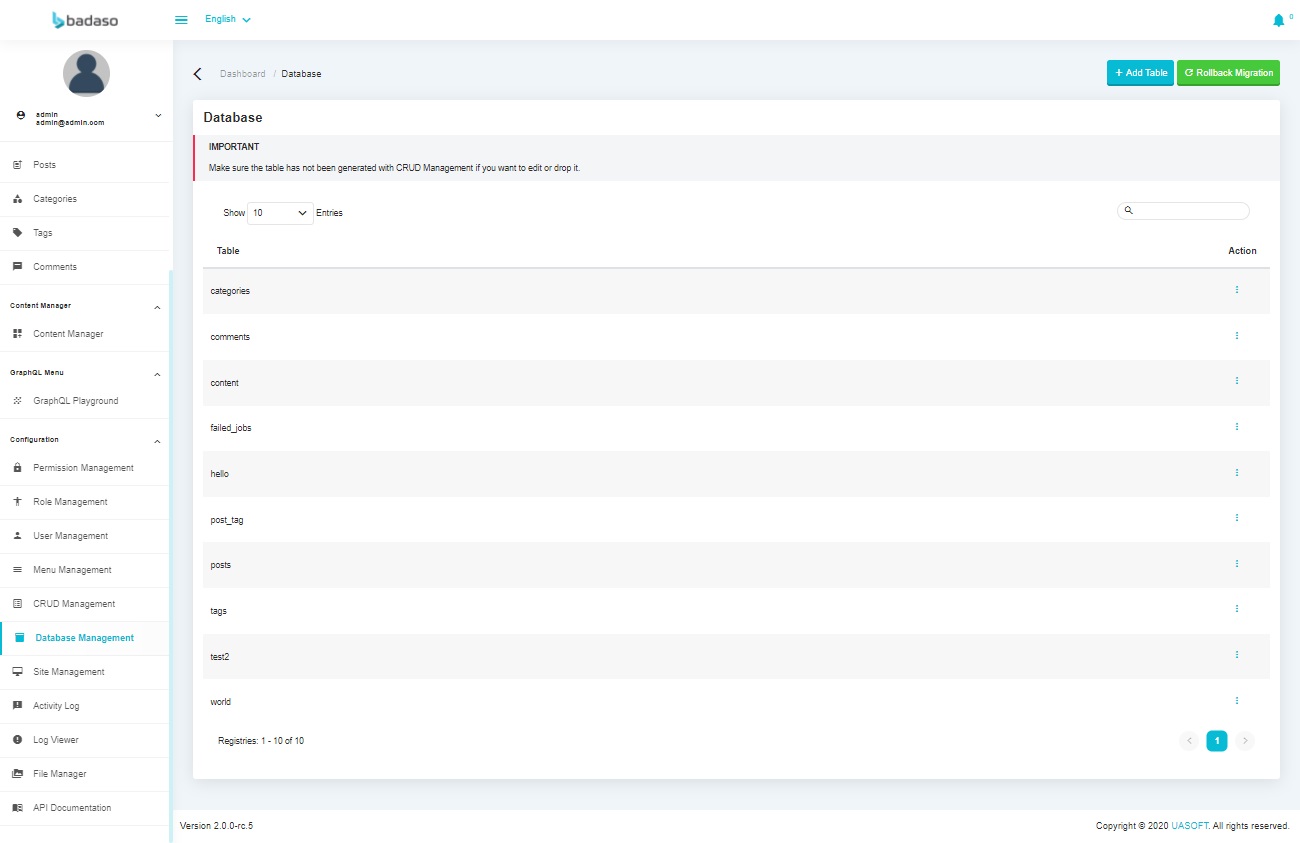 badaso
English
0
admin
admin@admin.com
Posts
Categories
Tags
Comments
Content Manager
Content Manager
GraphQL Menu
GraphQL Playground
Configuration
Permission Management
Role Management
User Management
Menu Management
CRUD Management
Database Management
Site Management
Activity Log
Log Viewer
File Manager
API Documentation
Dashboard / Database
+ Add Table
Rollback Migration
Database
IMPORTANT
Make sure the table has not been generated with CRUD Management if you want to edit or drop it.
Show 10 Entries
Table Action
categories
comments
content
failed_jobs
hello
post_tag
posts
tags
test2
world
Registries: 1 - 10 of 10
1
Version 2.0.0-rc.5
Copyright © 2020 UASOFT. All rights reserved.